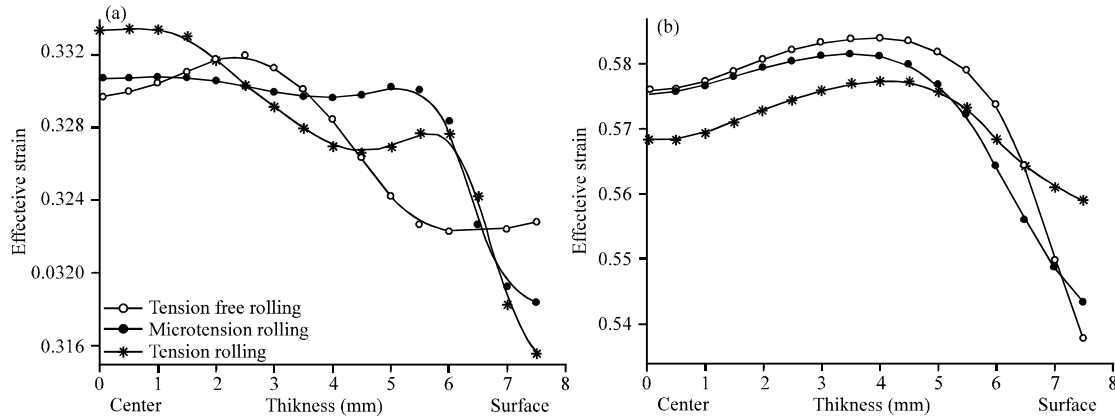 (a)
0.332
0.328
0.324
0.0320
0.316
Effecteive strain
Tension free rolling
Microtension rolling
Tension rolling
0 1 2 3 4 5 6 7 8
Center Thikness (mm) Surface
(b)
0.58
0.57
0.56
0.55
0.54
Effecteive strain
0 1 2 3 4 5 6 7 8
Center Thikness (mm) Surface